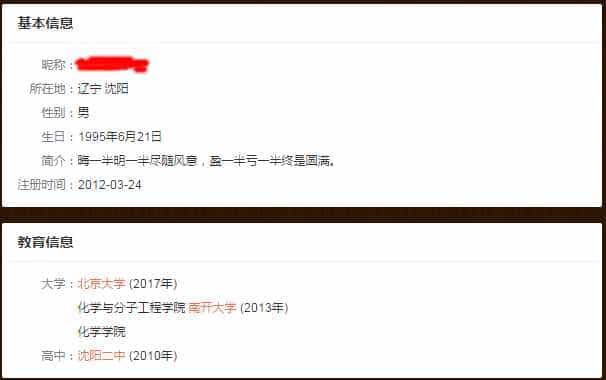 基本信息
昵称：
所在地：辽宁 沈阳
性别：男
生日：1995年6月21日
简介：晦一半明一半尽随风意，盈一半亏一半终是圆满。
注册时间：2012-03-24
教育信息
大学：北京大学 (2017年)
化学与分子工程学院 南开大学 (2013年)
化学学院
高中：沈阳二中 (2010年)